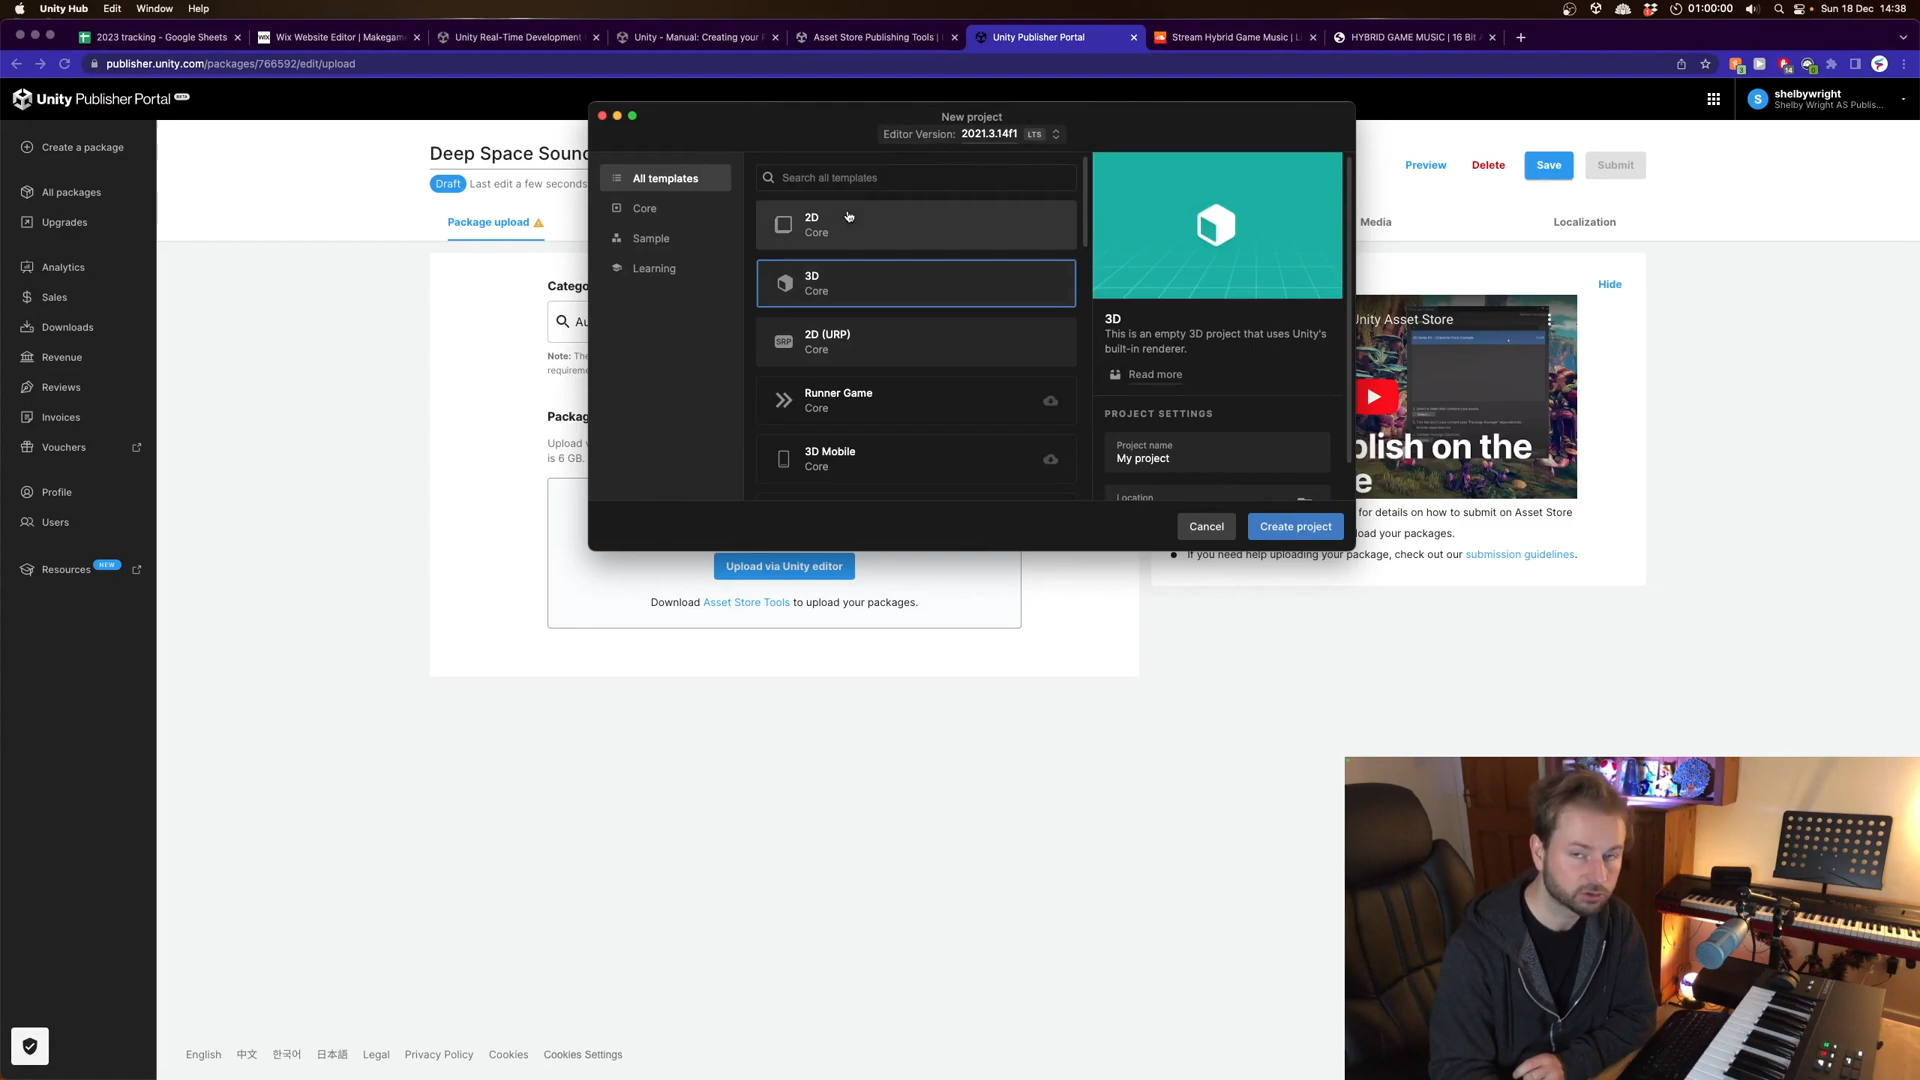 Unity Hub Edit Window Help 01:00:00 Sun 18 Dec 14:38
2023 tracking - Google Sheets Wix Website Editor | Makegam Unity Real-Time Development Unity - Manual: Creating your Asset Store Publishing Tools | Unity Publisher Portal Stream Hybrid Game Music | L HYBRID GAME MUSIC | 16 Bit
publisher.unity.com/packages/766592/edit/upload
Unity Publisher Portal BETA
S shelbywright
Shelby Wright AS Publis...
Create a package
All packages
Upgrades
Analytics
Sales
Downloads
Revenue
Reviews
Invoices
Vouchers
Profile
Users
Resources NEW
Deep Space Soun
Draft Last edit a few seconds
Preview Delete Save Submit
Package upload Media Localization
Catego
Au
Note: The
requireme
Packag
Upload
is 6 GB.
Upload via Unity editor
Download Asset Store Tools to upload your packages.
New project
Editor Version: 2021.3.14f1 LTS
All templates
Core
Sample
Learning
Search all templates
2D
Core
3D
Core
2D (URP)
SRP
Core
Runner Game
Core
3D Mobile
Core
3D
This is an empty 3D project that uses Unity's
built-in renderer.
Read more
PROJECT SETTINGS
Project name
My project
Location
Cancel Create project
Hide
Unity Asset Store
blish on the
e
for details on how to submit on Asset Store
load your packages.
If you need help uploading your package, check out our submission guidelines.
English 中文 한국어 日本語 Legal Privacy Policy Cookies Cookies Settings